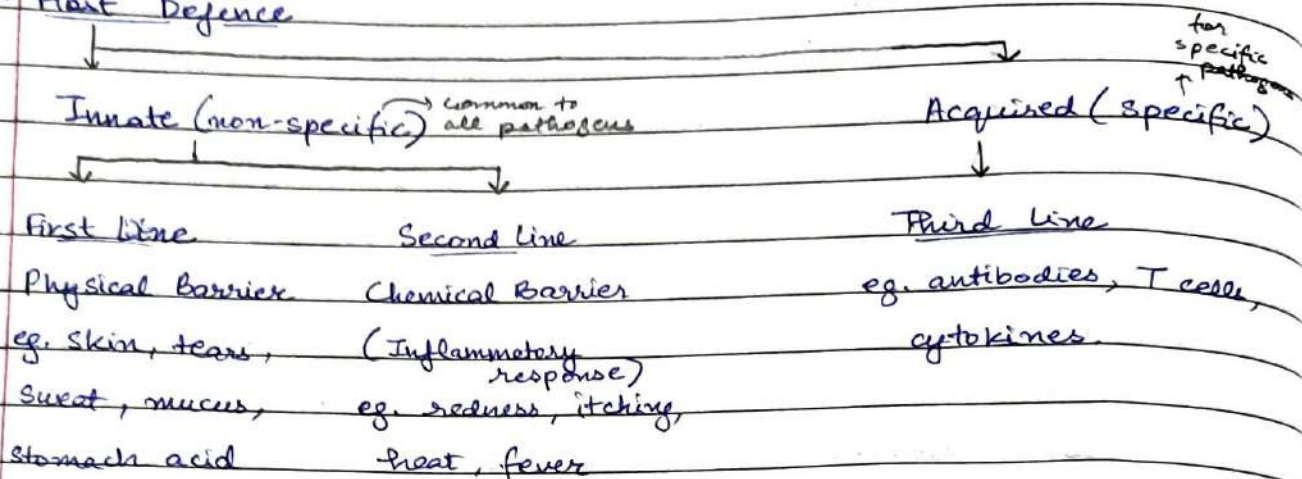 Host Defence
for
specific
pathogens
Innate (non-specific) common to
all pathogens
Acquired (specific)
First Line
Second Line
Third Line
Physical Barrier
Chemical Barrier
eg. antibodies, T cells,
eg. skin, tears,
(Inflammetory
response)
cytokines.
Sweat, mucus,
eg. redness, itching,
Stomach acid
heat, fever